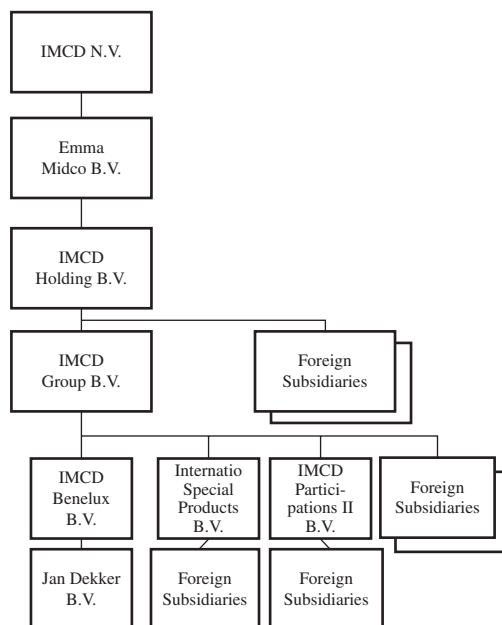 IMCD N.V.
Emma
Midco B.V.
IMCD
Holding B.V.
IMCD
Group B.V.
Foreign
Subsidiaries
IMCD
Benelux
B.V.
Internatio
Special
Products
B.V.
IMCD
Partici-
pations II
B.V.
Foreign
Subsidiaries
Jan Dekker
B.V.
Foreign
Subsidiaries
Foreign
Subsidiaries